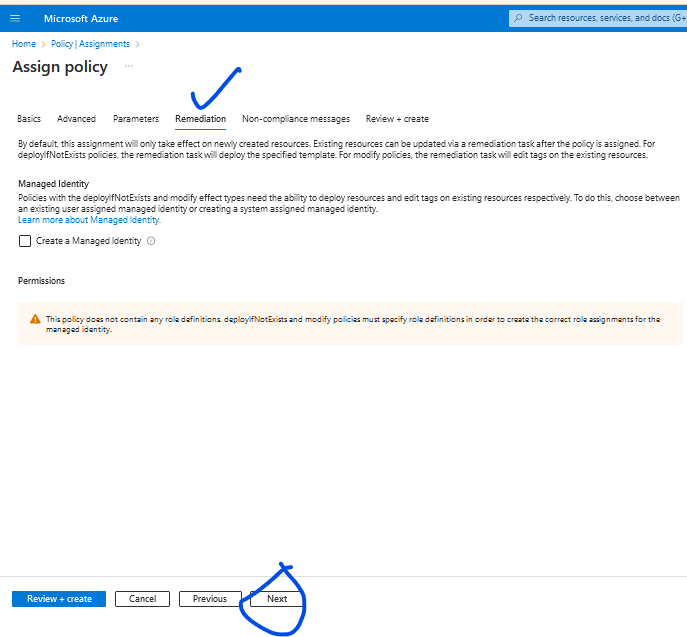 Microsoft Azure
Search resources, services, and docs (G+
Home > Policy | Assignments >
Assign policy ...
Basics Advanced Parameters Remediation Non-compliance messages Review + create
By default, this assignment will only take effect on newly created resources. Existing resources can be updated via a remediation task after the policy is assigned. For
deployIfNotExists policies, the remediation task will deploy the specified template. For modify policies, the remediation task will edit tags on the existing resources.
Managed Identity
Policies with the deployIfNotExists and modify effect types need the ability to deploy resources and edit tags on existing resources respectively. To do this, choose between
an existing user assigned managed identity or creating a system assigned managed identity.
Learn more about Managed Identity.
Create a Managed Identity
Permissions
This policy does not contain any role definitions. deployIfNotExists and modify policies must specify role definitions in order to create the correct role assignments for the
managed identity.
Review + create Cancel Previous Next